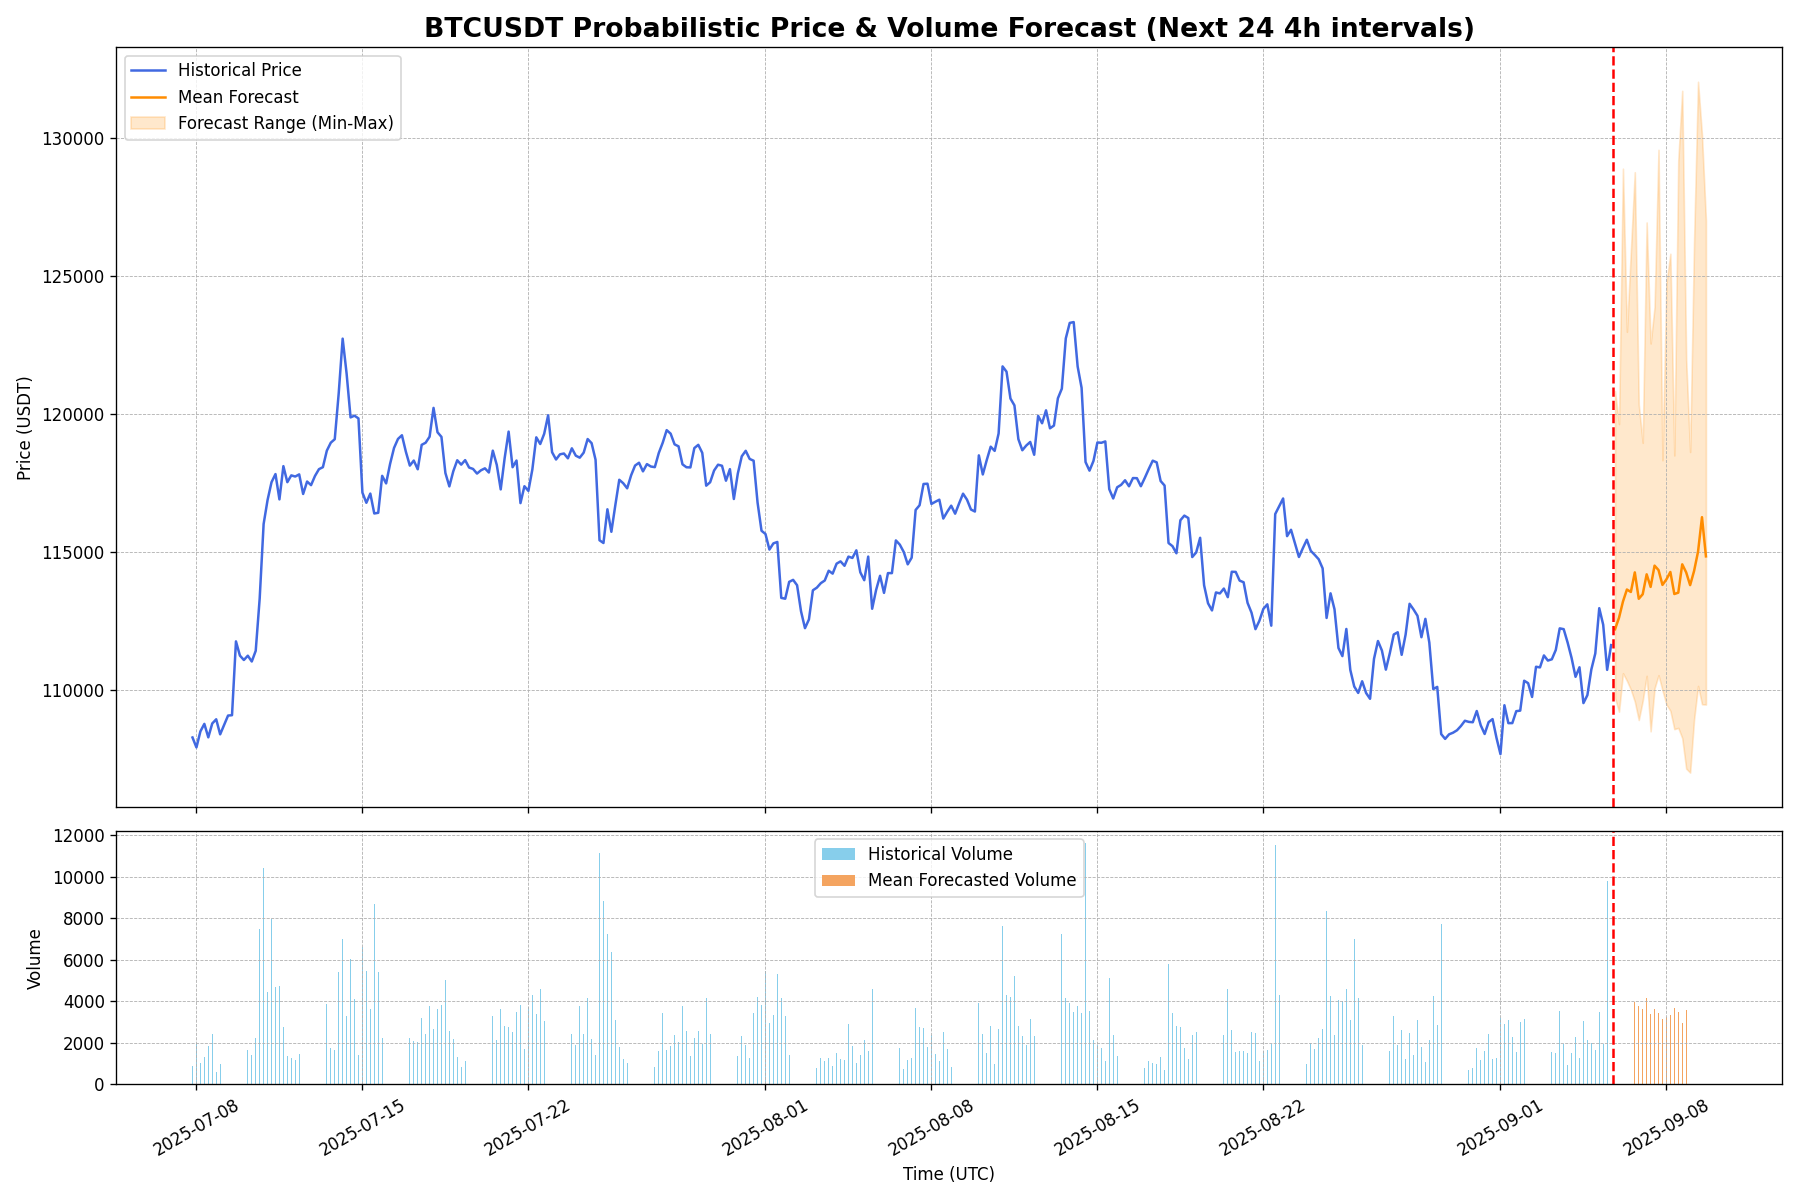 BTCUSDT Probabilistic Price & Volume Forecast (Next 24 4h intervals)
Historical Price
Mean Forecast
Forecast Range (Min-Max)
Price (USDT)
130000
125000
120000
115000
110000
Historical Volume
Mean Forecasted Volume
Volume
12000
10000
8000
6000
4000
2000
0
2025-07-08
2025-07-15
2025-07-22
2025-08-01
2025-08-08
2025-08-15
2025-08-22
2025-09-01
2025-09-08
Time (UTC)